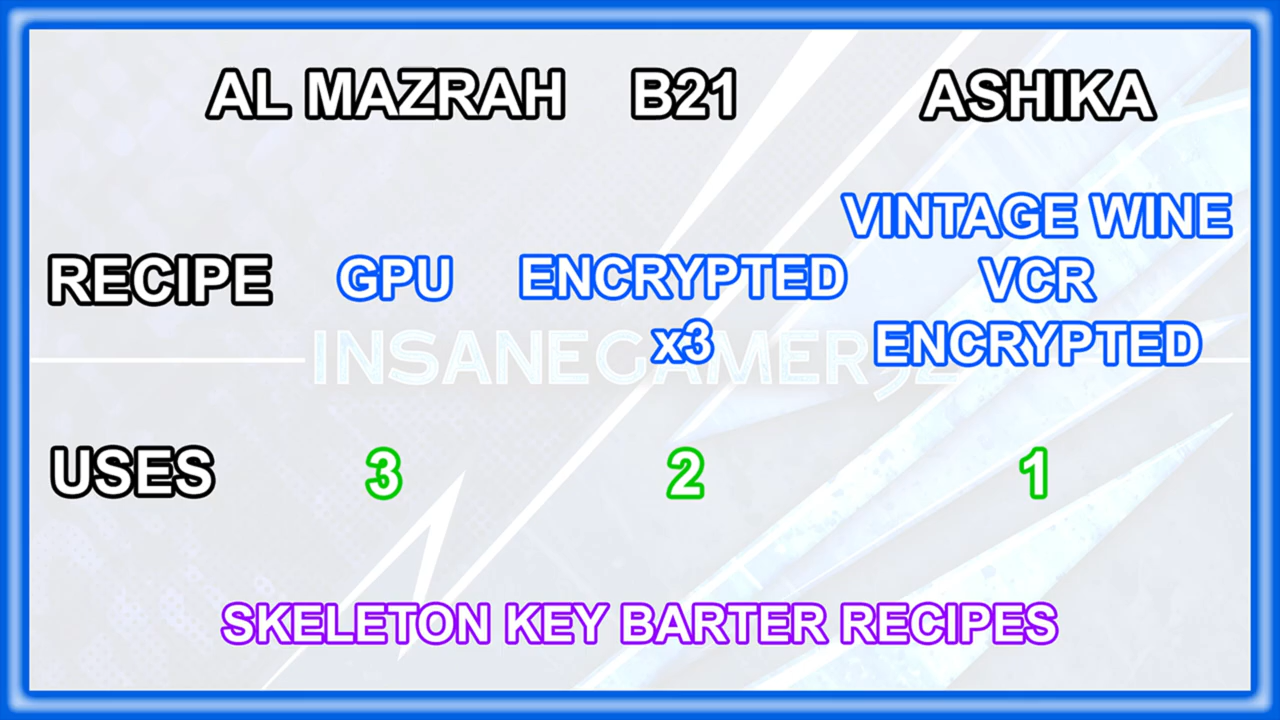 AL MAZRAH B21 ASHIKA
RECIPE GPU ENCRYPTED x3 VINTAGE WINE VCR ENCRYPTED
INSANEGAMER92
USES 3 2 1
SKELETON KEY BARTER RECIPES